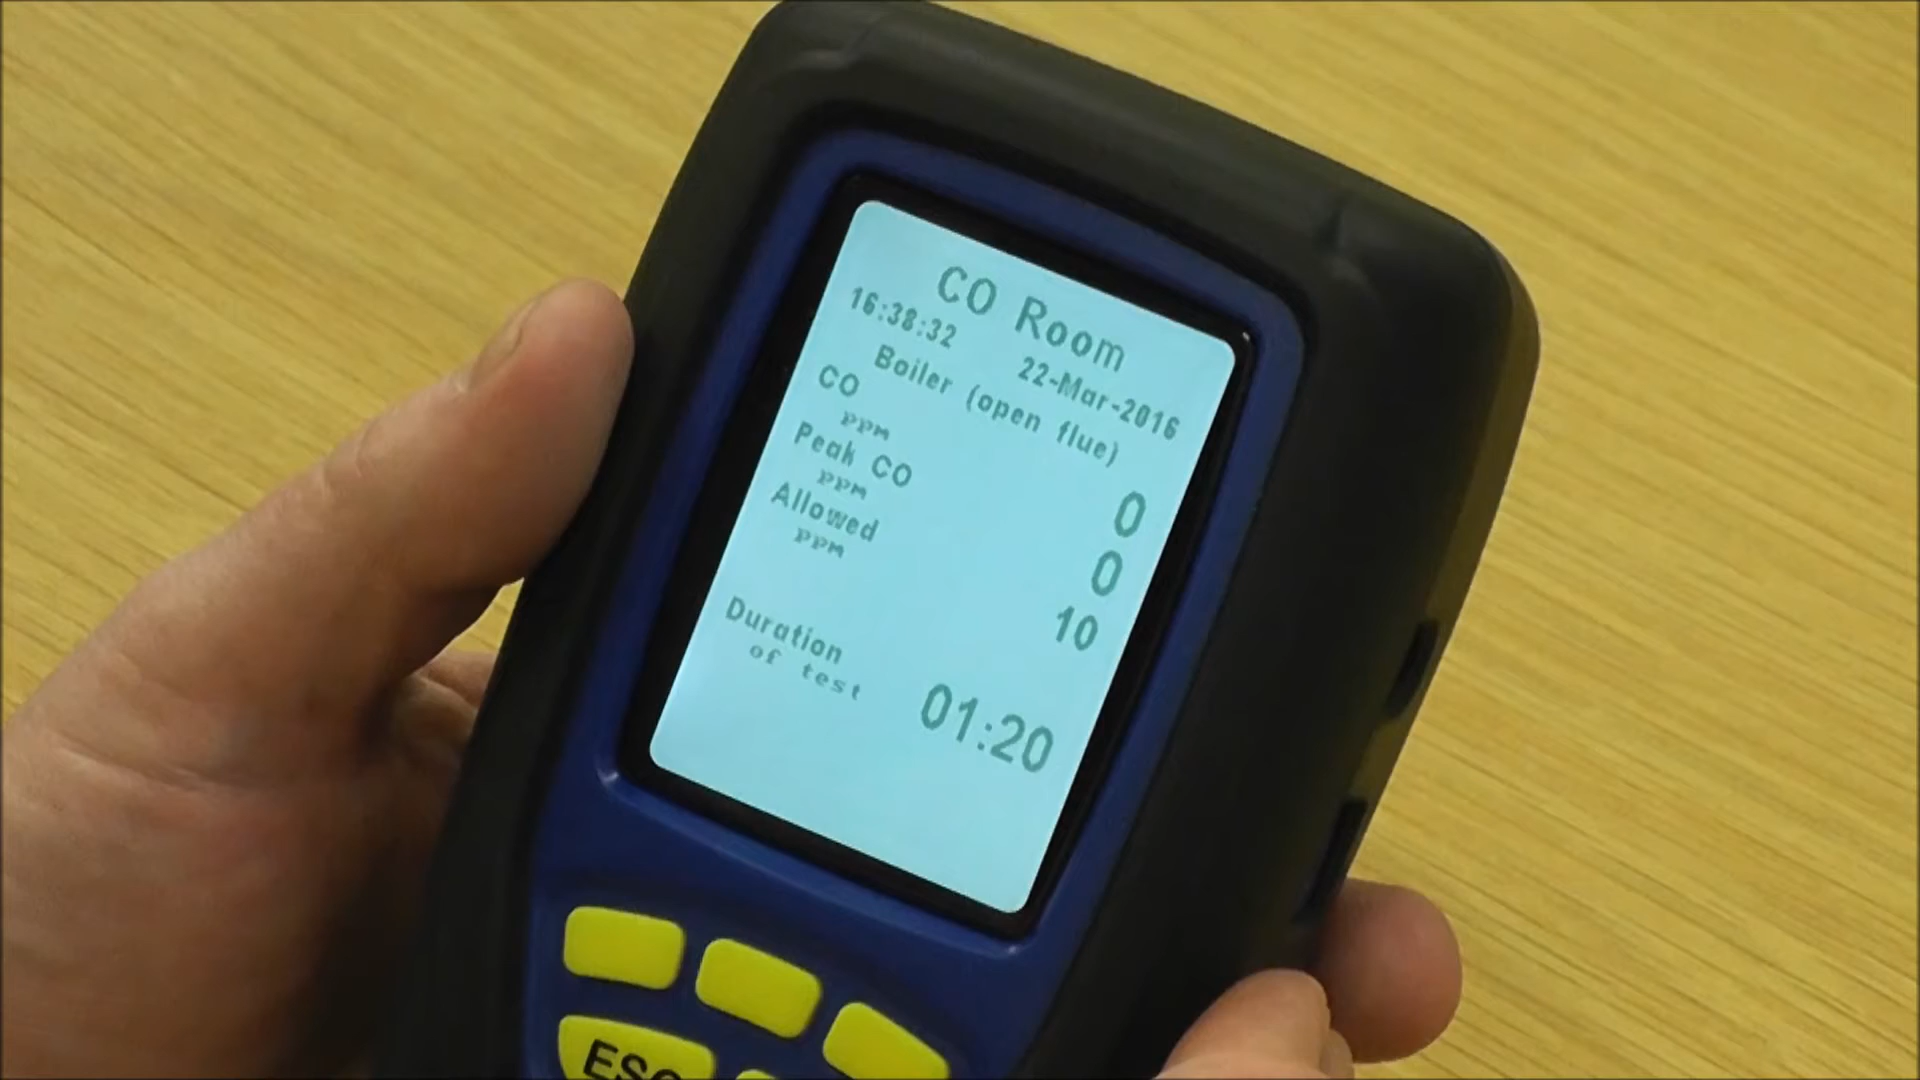 CO Room
16:38:32 22-Mar-2016
Boiler (open flue)
CO
ppm 0
Peak CO
ppm 0
Allowed
ppm 10
Duration
of test 01:20
ESC